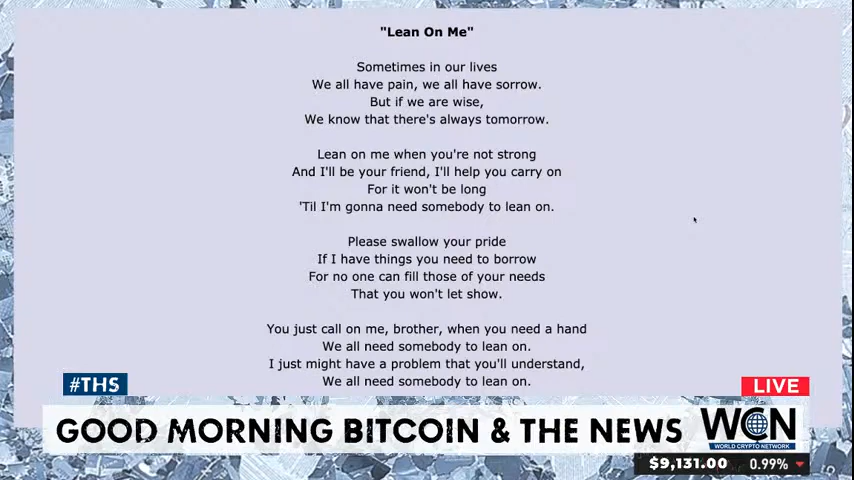 "Lean On Me"
Sometimes in our lives
We all have pain, we all have sorrow.
But if we are wise,
We know that there's always tomorrow.
Lean on me when you're not strong
And I'll be your friend, I'll help you carry on
For it won't be long
'Til I'm gonna need somebody to lean on.
Please swallow your pride
If I have things you need to borrow
For no one can fill those of your needs
That you won't let show.
You just call on me, brother, when you need a hand
We all need somebody to lean on.
I just might have a problem that you'll understand,
We all need somebody to lean on.
#THS
LIVE
GOOD MORNING BITCOIN & THE NEWS
WCN
WORLD CRYPTO NETWORK
$9,131.00 0.99%